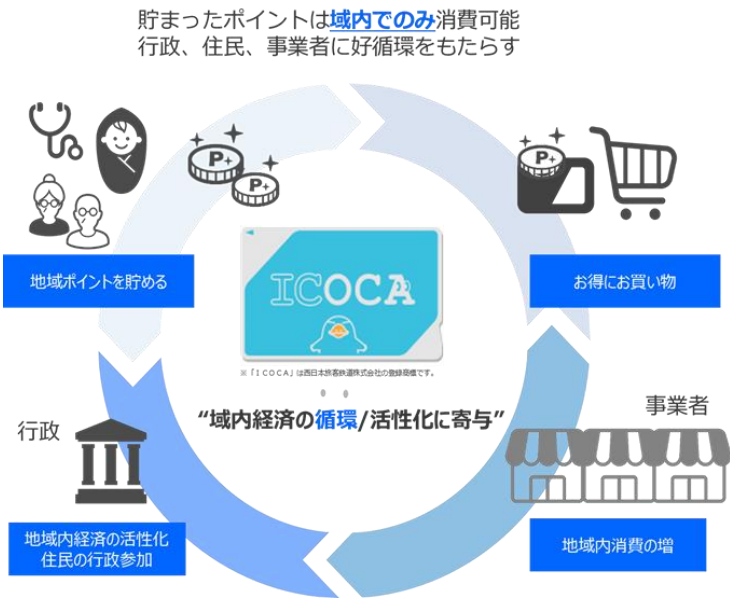 貯まったポイントは域内でのみ消費可能
行政、住民、事業者に好循環をもたらす
P+
P+
P+
地域ポイントを貯める
お得にお買い物
ICOCA
※「ICOCA」は西日本旅客鉄道株式会社の登録商標です。
“域内経済の循環/活性化に寄与”
行政
事業者
地域内経済の活性化
住民の行政参加
地域内消費の増